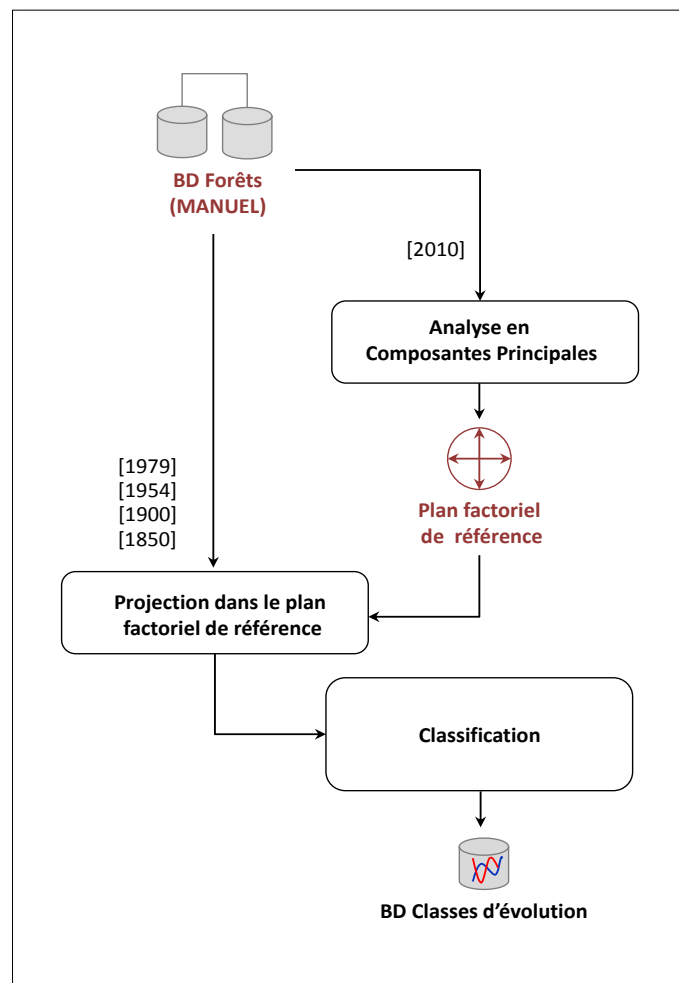 BD Forêts
(MANUEL)
[2010]
Analyse en
Composantes Principales
Plan factoriel
de référence
[1979]
[1954]
[1900]
[1850]
Projection dans le plan
factoriel de référence
Classification
BD Classes d'évolution